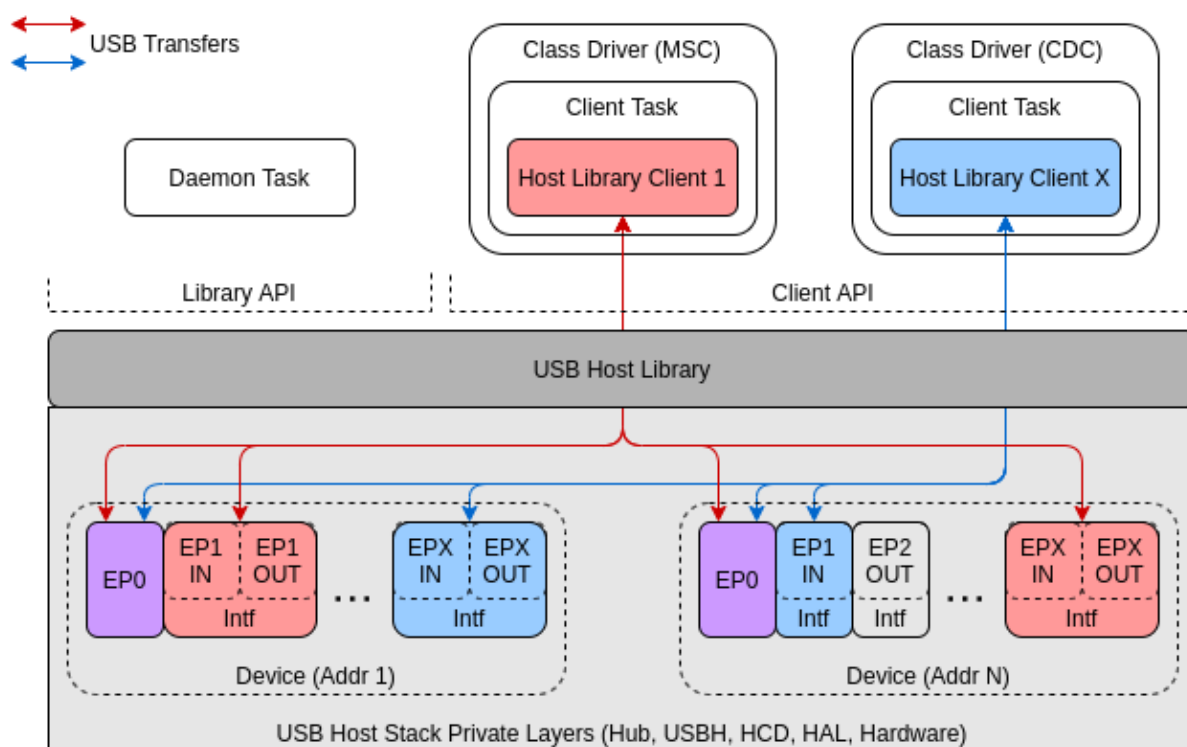 USB Transfers
Class Driver (MSC)
Class Driver (CDC)
Client Task
Client Task
Daemon Task
Host Library Client 1
Host Library Client X
Library API
Client API
USB Host Library
EP0
EP1 IN
EP1 OUT
Intf
...
EPX IN
EPX OUT
Intf
Device (Addr 1)
EP0
EP1 IN
Intf
EP2 OUT
Intf
...
EPX IN
EPX OUT
Intf
Device (Addr N)
USB Host Stack Private Layers (Hub, USBH, HCD, HAL, Hardware)